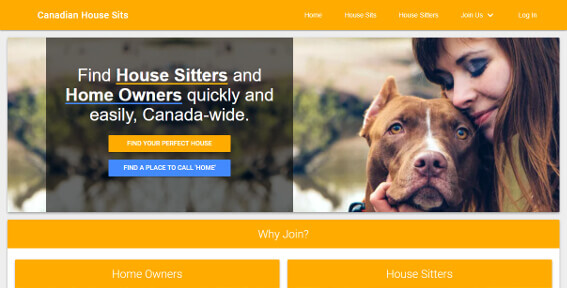 Canadian House Sits
Home House Sits House Sitters Join Us Log In
Find House Sitters and
Home Owners quickly and
easily, Canada-wide.
FIND YOUR PERFECT HOUSE
FIND A PLACE TO CALL 'HOME'
Why Join?
Home Owners House Sitters